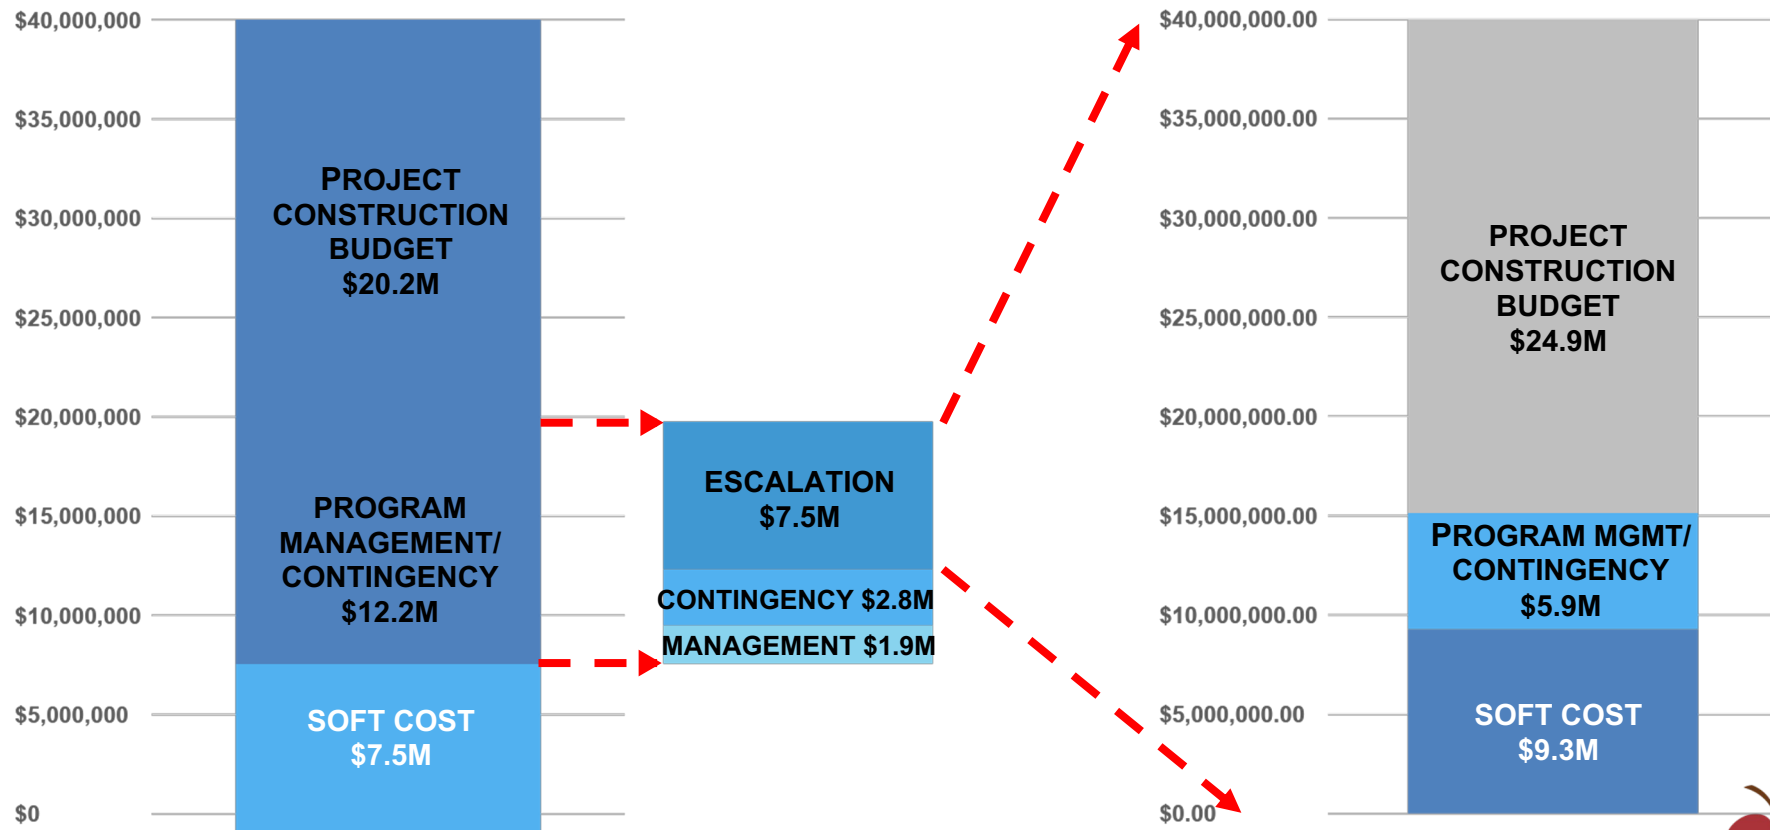 $40,000,000
$35,000,000
$30,000,000
$25,000,000
$20,000,000
$15,000,000
$10,000,000
$5,000,000
$0
PROJECT
CONSTRUCTION
BUDGET
$20.2M
PROGRAM
MANAGEMENT/
CONTINGENCY
$12.2M
SOFT COST
$7.5M
ESCALATION
$7.5M
CONTINGENCY $2.8M
MANAGEMENT $1.9M
$40,000,000.00
$35,000,000.00
$30,000,000.00
$25,000,000.00
$20,000,000.00
$15,000,000.00
$10,000,000.00
$5,000,000.00
$0.00
PROJECT
CONSTRUCTION
BUDGET
$24.9M
PROGRAM MGMT/
CONTINGENCY
$5.9M
SOFT COST
$9.3M